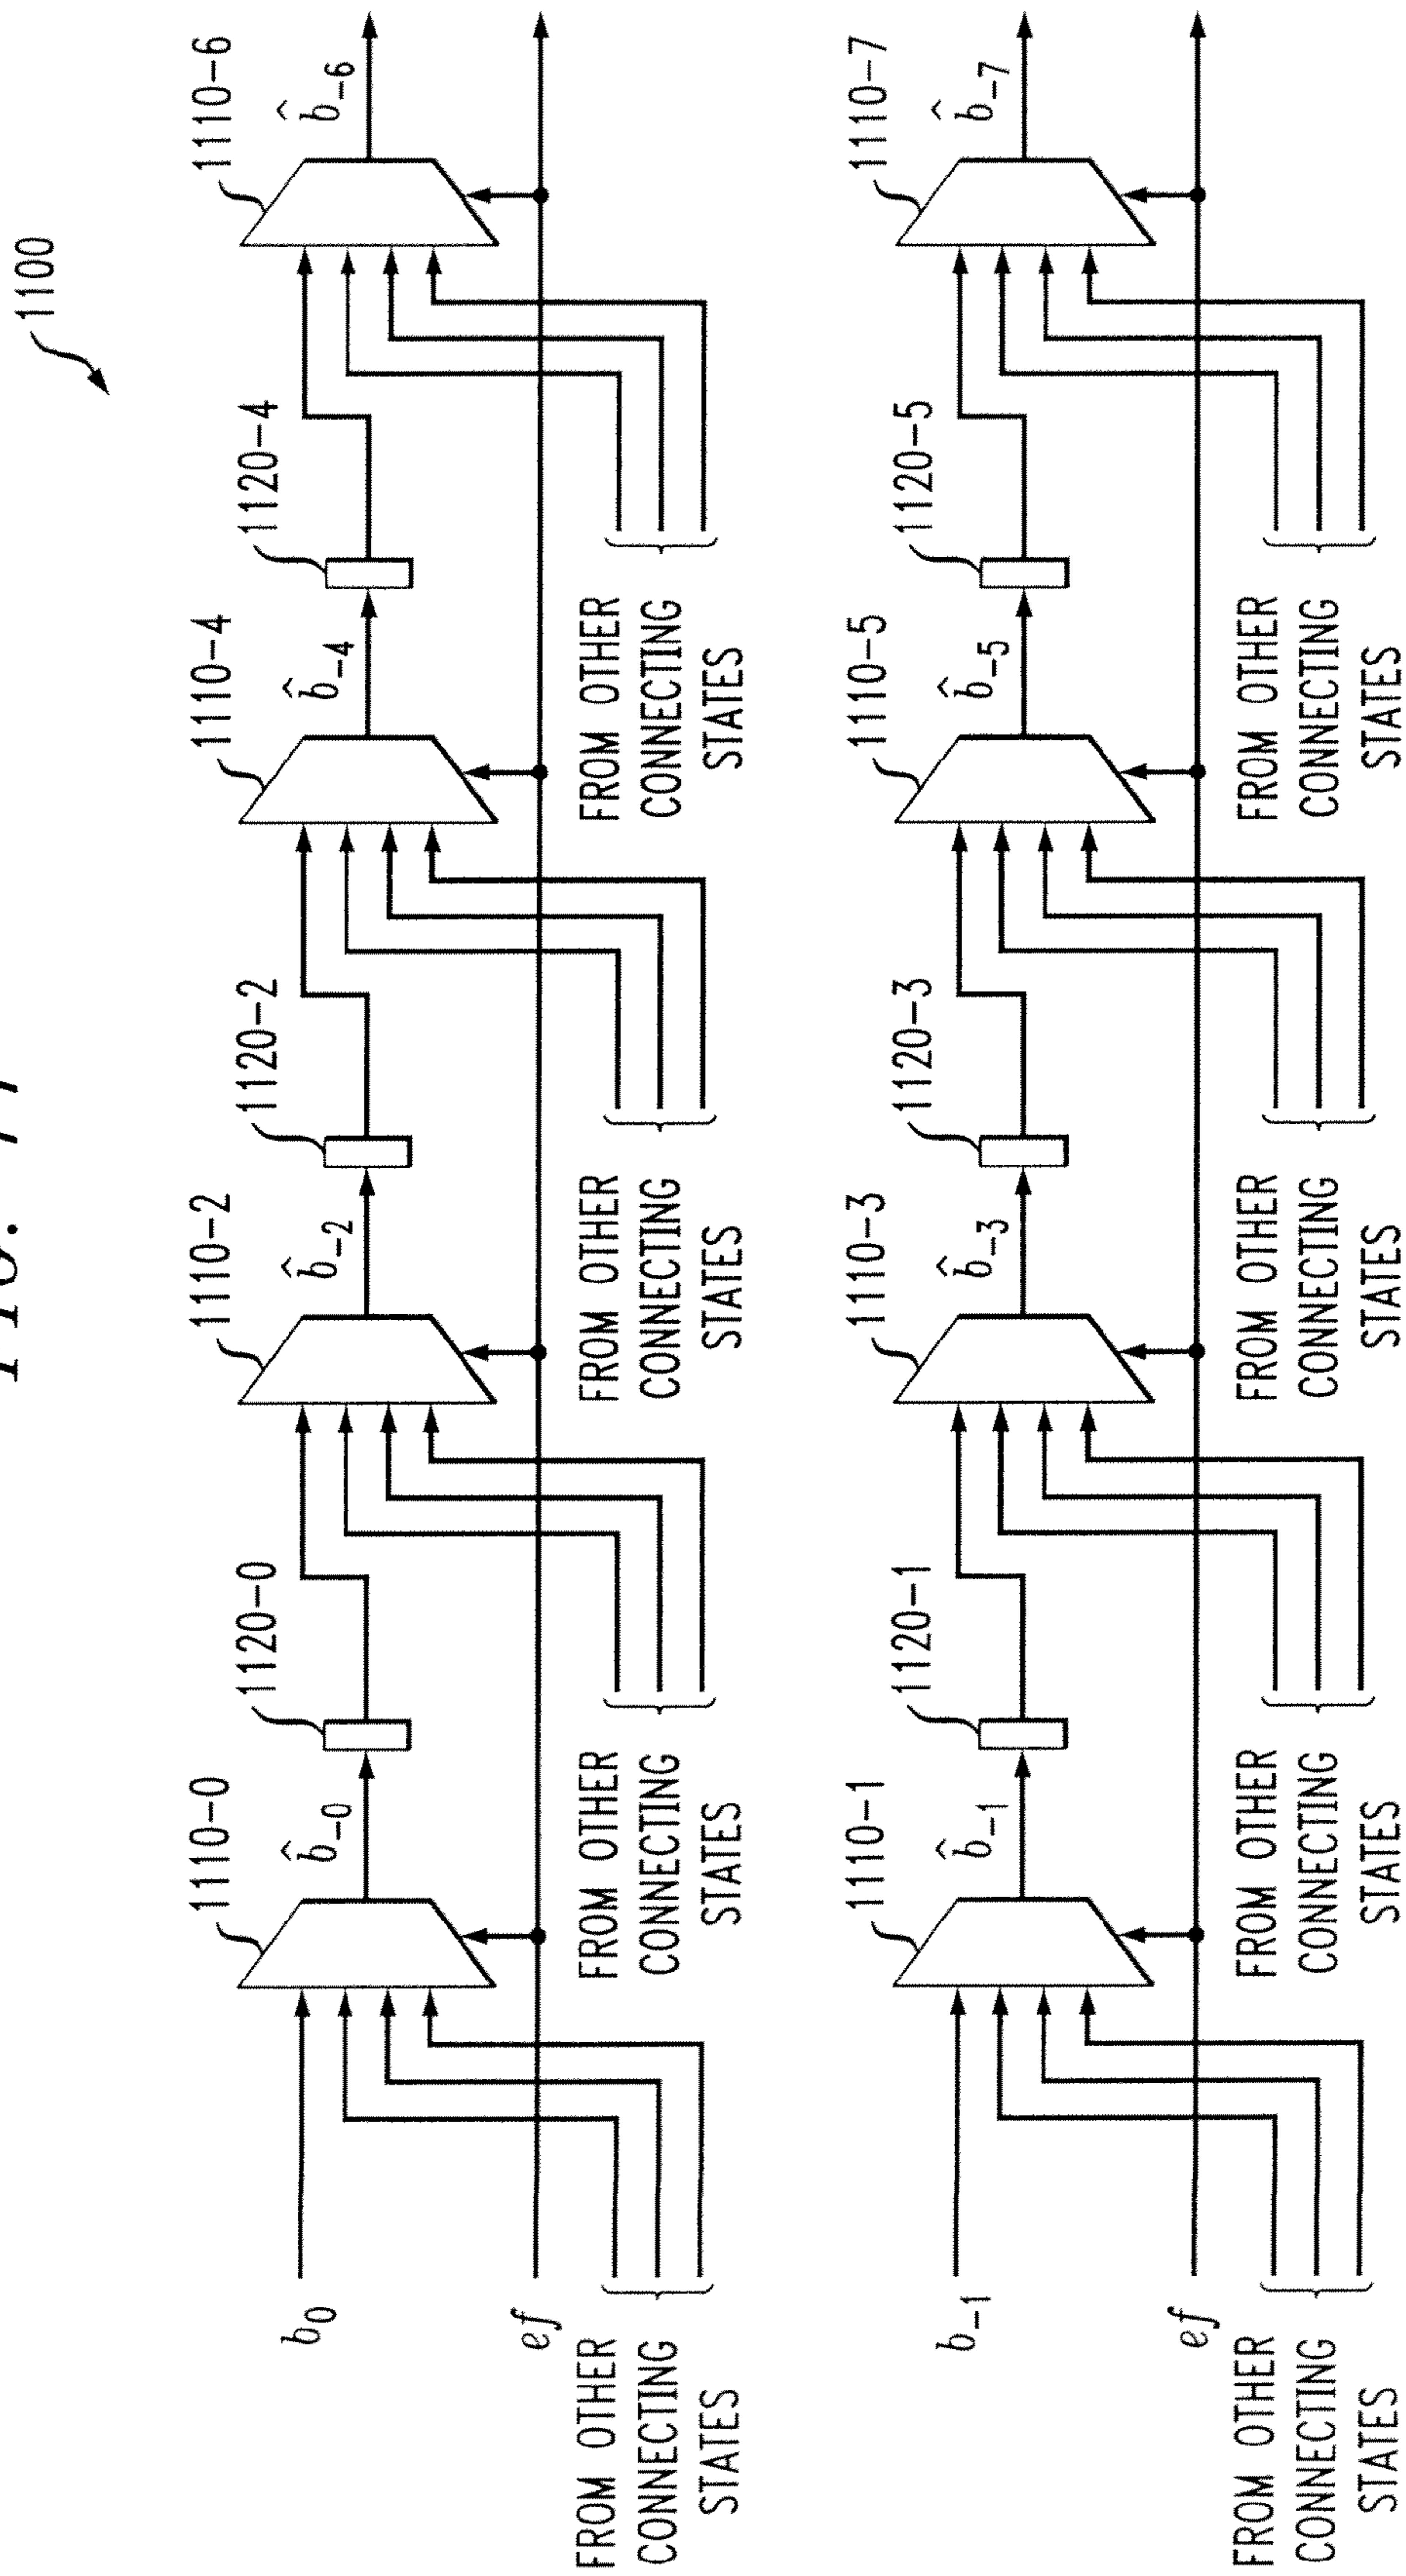 1100
1110-0
1120-0
1110-2
1120-2
1110-4
1120-4
1110-6
b₀
b̂₋₀
b̂₋₂
b̂₋₄
b̂₋₆
ef
FROM OTHER
CONNECTING
STATES
FROM OTHER
CONNECTING
STATES
FROM OTHER
CONNECTING
STATES
FROM OTHER
CONNECTING
STATES
1110-1
1120-1
1110-3
1120-3
1110-5
1120-5
1110-7
b₋₁
b̂₋₁
b̂₋₃
b̂₋₅
b̂₋₇
ef
FROM OTHER
CONNECTING
STATES
FROM OTHER
CONNECTING
STATES
FROM OTHER
CONNECTING
STATES
FROM OTHER
CONNECTING
STATES